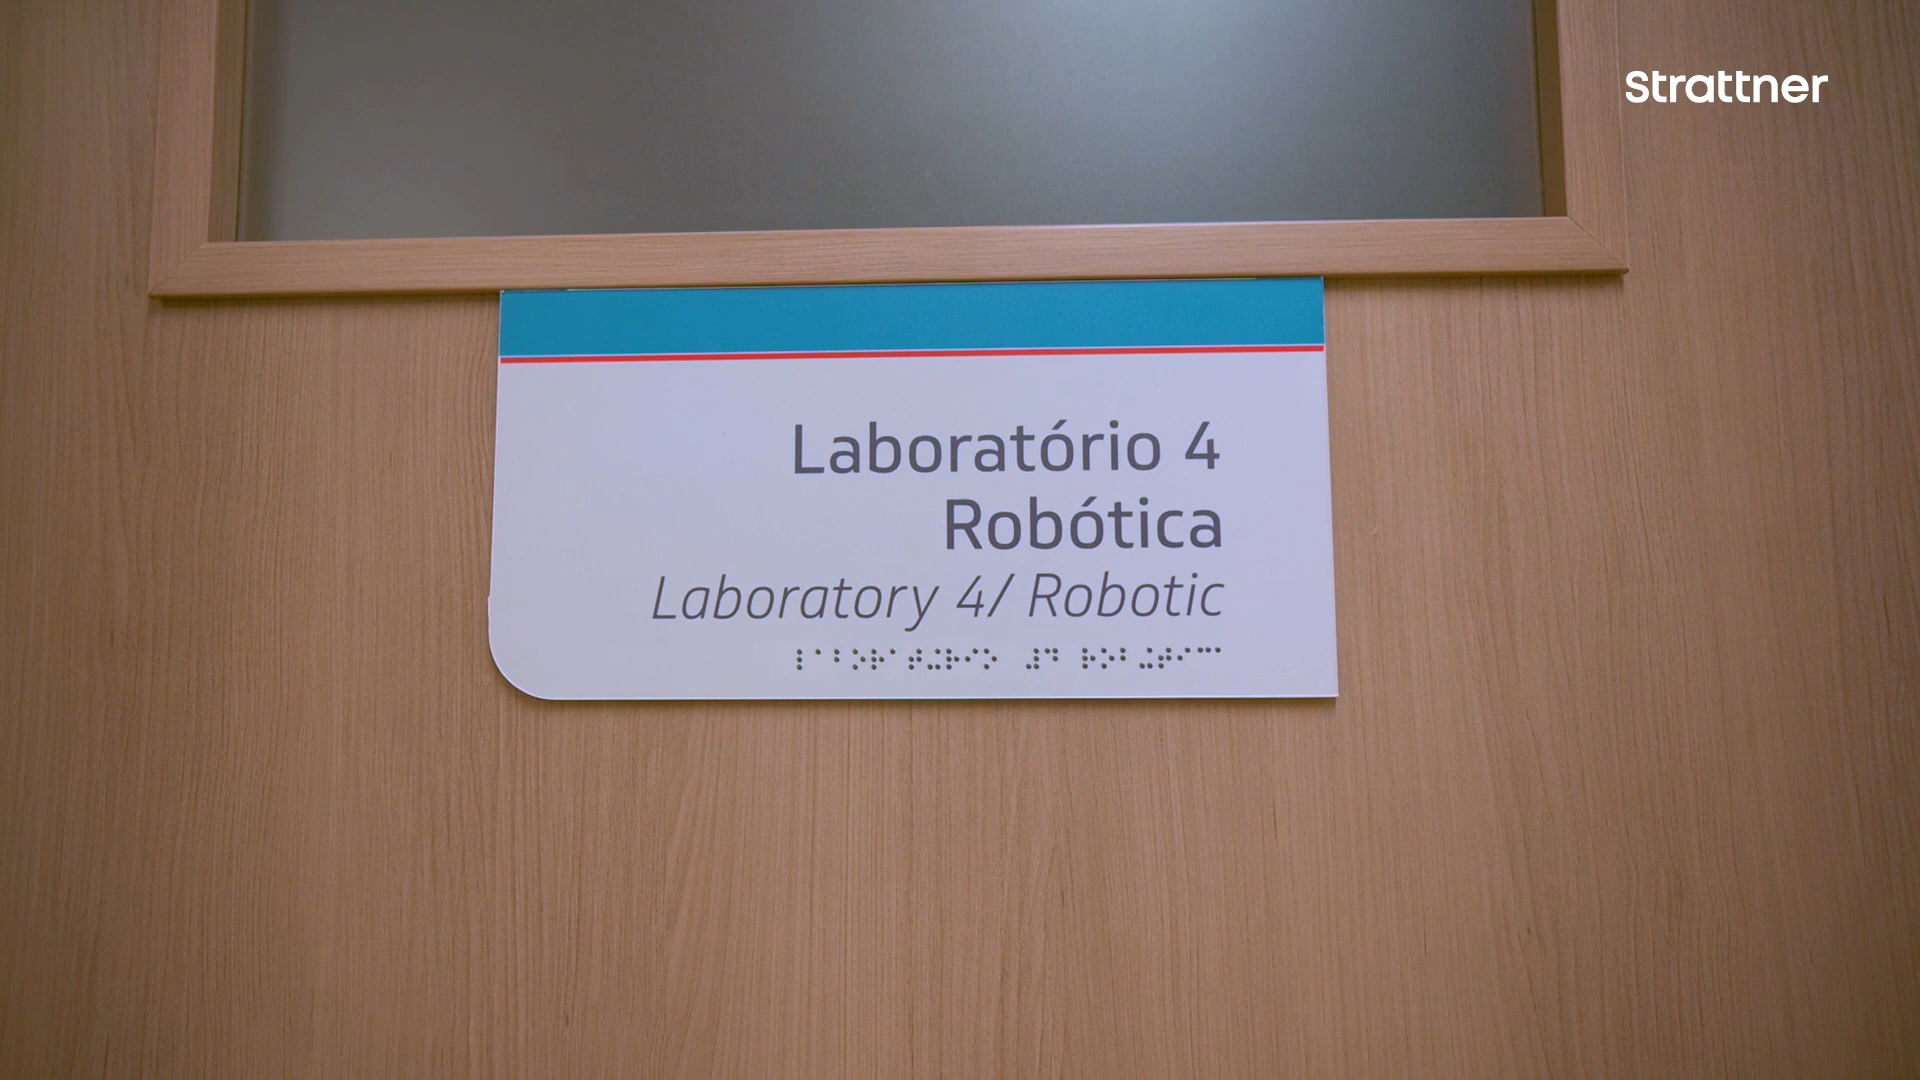 Strattner
Laboratório 4
Robótica
Laboratory 4/ Robotic
⠇⠁⠃⠕⠗⠁⠞⠬⠗⠊⠕ ⠼⠙ ⠗⠕⠃⠬⠞⠊⠉⠁